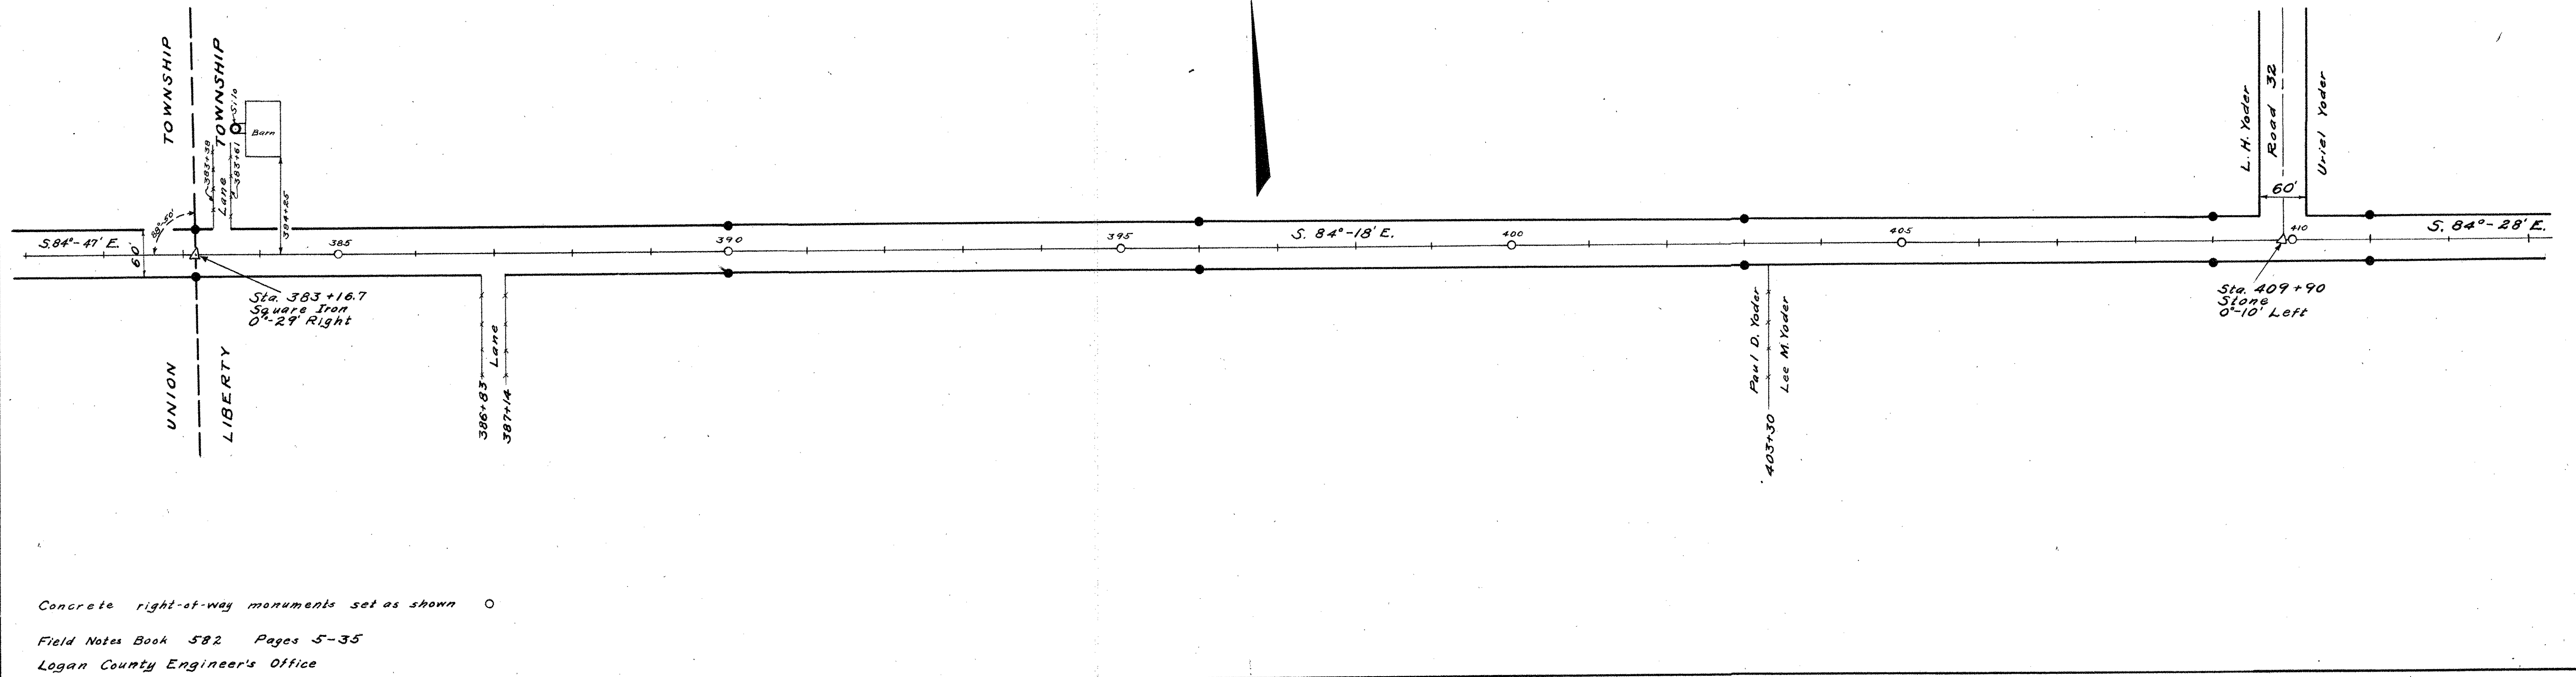 TOWNSHIP
TOWNSHIP
Silo
Barn
383+38
Lane
383+61
384+25
89°-50'
S.84°-47' E.
60'
385
390
395
S. 84°-18' E.
400
405
410
S. 84°-28' E.
L. H. Yoder
Road 32
Uriel Yoder
60'
Sta. 383+16.7
Square Iron
0°-29' Right
UNION
LIBERTY
386+83
Lane
387+14
Paul D. Yoder
Lee M. Yoder
403+30
Sta. 409+90
Stone
0°-10' Left
Concrete right-of-way monuments set as shown
Field Notes Book 582 Pages 5-35
Logan County Engineer's Office